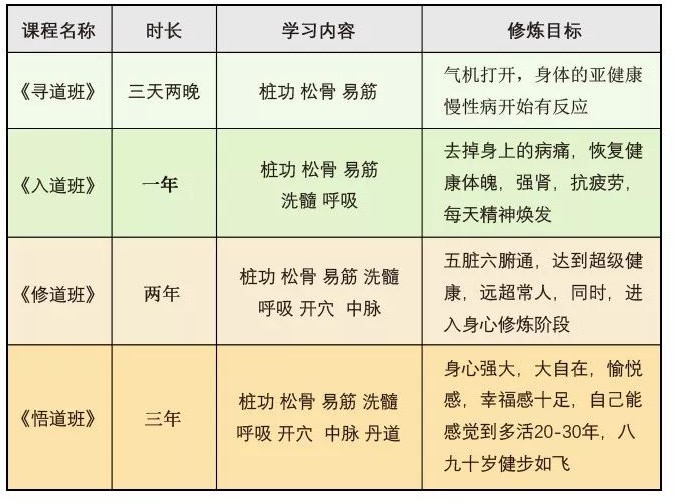 课程名称 时长 学习内容 修炼目标
《寻道班》 三天两晚 桩功 松骨 易筋
气机打开，身体的亚健康
慢性病开始有反应
《入道班》 一年
桩功 松骨 易筋
洗髓 呼吸
去掉身上的病痛，恢复健
康体魄，强肾，抗疲劳，
每天精神焕发
《修道班》 两年
桩功 松骨 易筋 洗髓
呼吸 开穴 中脉
五脏六腑通，达到超级健
康，远超常人，同时，进
入身心修炼阶段
《悟道班》 三年
桩功 松骨 易筋 洗髓
呼吸 开穴 中脉 丹道
身心强大，大自在，愉悦
感，幸福感十足，自己能
感觉到多活20-30年，八
九十岁健步如飞